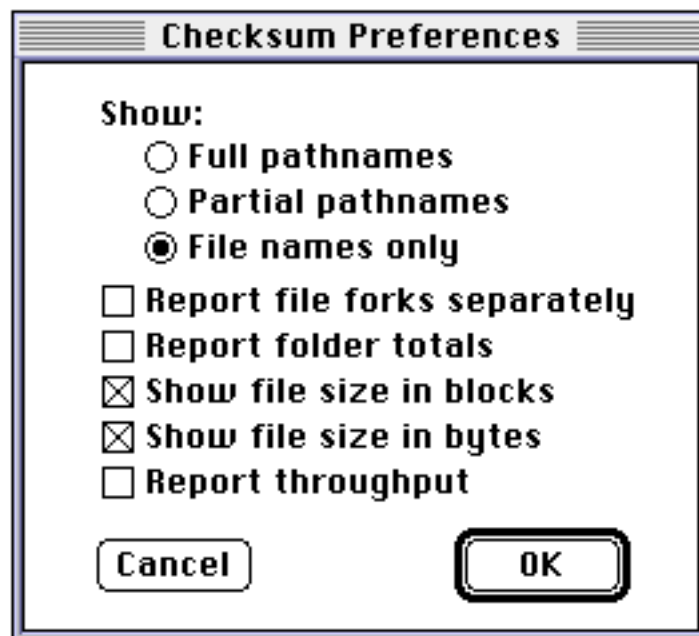 Checksum Preferences
Show:
Full pathnames
Partial pathnames
File names only
Report file forks separately
Report folder totals
Show file size in blocks
Show file size in bytes
Report throughput
Cancel OK